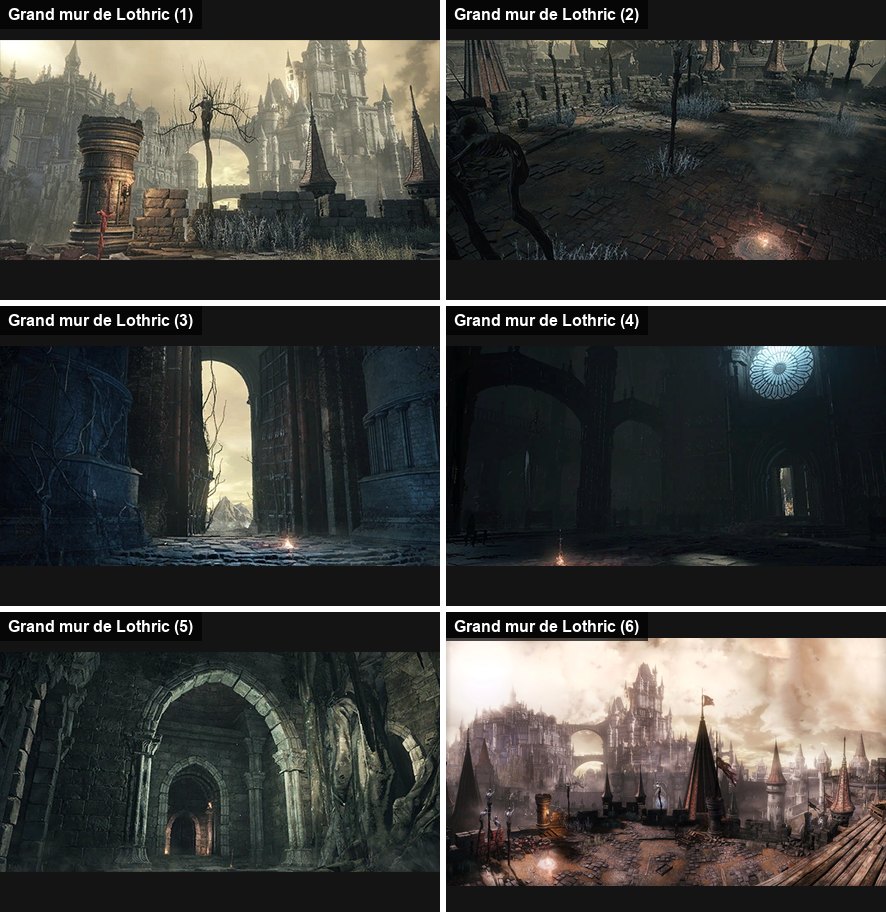 Grand mur de Lothric (1)
Grand mur de Lothric (2)
Grand mur de Lothric (3)
Grand mur de Lothric (4)
Grand mur de Lothric (5)
Grand mur de Lothric (6)